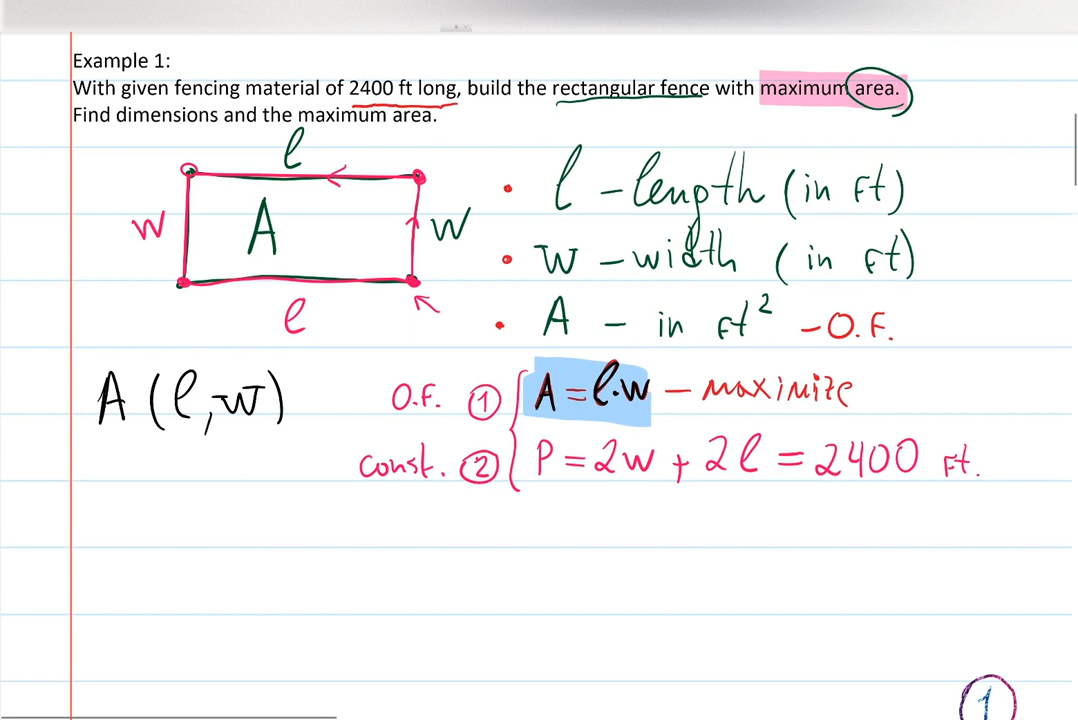 Example 1:
With given fencing material of 2400 ft long, build the rectangular fence with maximum area.
Find dimensions and the maximum area.
l
• l – length (in ft)
w A w
• w – width (in ft)
l
• A – in ft² – O.F.
A (l, w) O.F. ① A = l·w – maximize
const. ② P = 2w + 2l = 2400 ft.
1